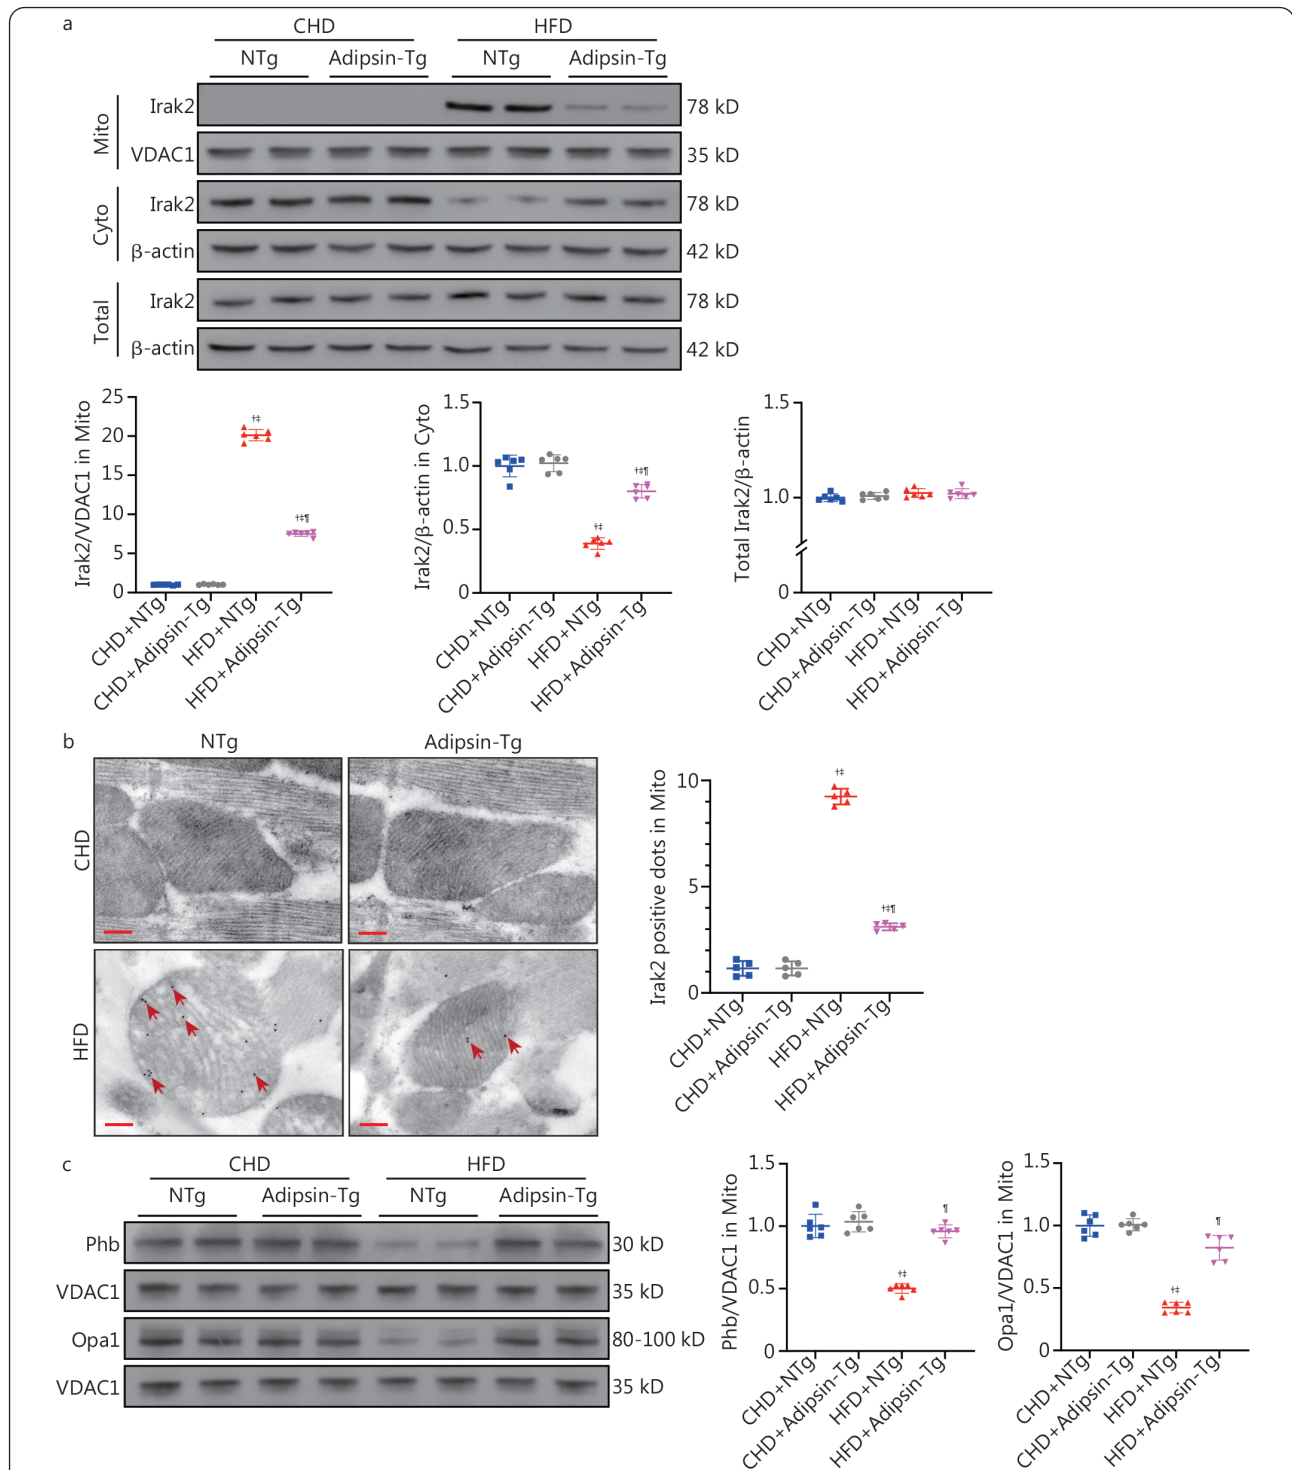 a
CHD HFD
NTg Adipsin-Tg NTg Adipsin-Tg
Mito
Irak2 78 kD
VDAC1 35 kD
Cyto
Irak2 78 kD
β-actin 42 kD
Total
Irak2 78 kD
β-actin 42 kD
Irak2/VDAC1 in Mito
25
20
15
10
5
0
†‡
†‡¶
CHD+NTg
CHD+Adipsin-Tg
HFD+NTg
HFD+Adipsin-Tg
Irak2/β-actin in Cyto
1.5
1.0
0.5
0
†‡
†‡¶
CHD+NTg
CHD+Adipsin-Tg
HFD+NTg
HFD+Adipsin-Tg
Total Irak2/β-actin
1.5
1.0
0
CHD+NTg
CHD+Adipsin-Tg
HFD+NTg
HFD+Adipsin-Tg
b
NTg Adipsin-Tg
CHD
HFD
Irak2 positive dots in Mito
10
5
0
†‡
†‡¶
CHD+NTg
CHD+Adipsin-Tg
HFD+NTg
HFD+Adipsin-Tg
c
CHD HFD
NTg Adipsin-Tg NTg Adipsin-Tg
Phb 30 kD
VDAC1 35 kD
Opa1 80-100 kD
VDAC1 35 kD
Phb/VDAC1 in Mito
1.5
1.0
0.5
0
†‡
¶
CHD+NTg
CHD+Adipsin-Tg
HFD+NTg
HFD+Adipsin-Tg
Opa1/VDAC1 in Mito
1.5
1.0
0.5
0
†‡
¶
CHD+NTg
CHD+Adipsin-Tg
HFD+NTg
HFD+Adipsin-Tg